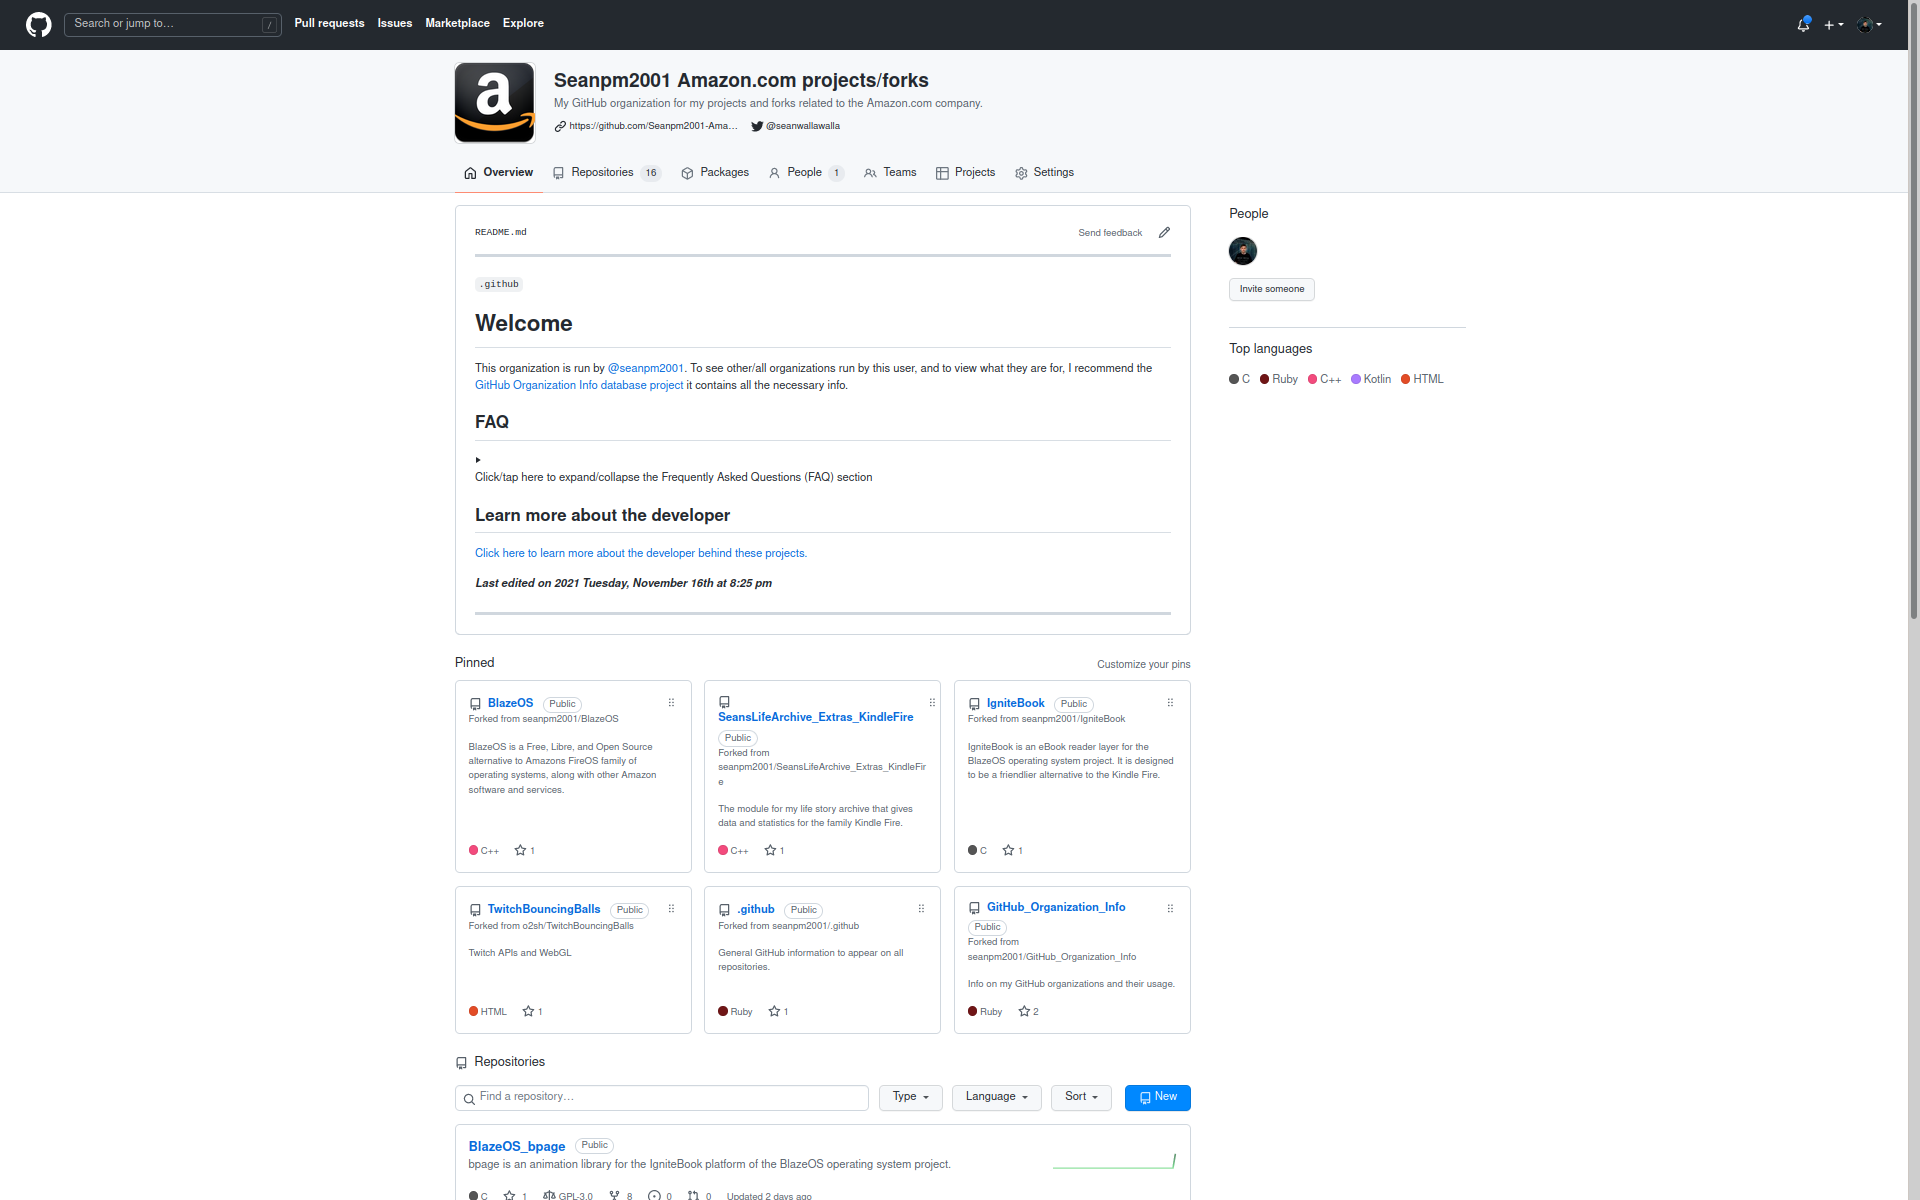 Search or jump to...
/
Pull requests
Issues
Marketplace
Explore
a
Seanpm2001 Amazon.com projects/forks
My GitHub organization for my projects and forks related to the Amazon.com company.
https://github.com/Seanpm2001-Ama...
@seanwallawalla
Overview
Repositories 16
Packages
People 1
Teams
Projects
Settings
README.md
Send feedback
.github
Welcome
This organization is run by @seanpm2001. To see other/all organizations run by this user, and to view what they are for, I recommend the
GitHub Organization Info database project it contains all the necessary info.
FAQ
Click/tap here to expand/collapse the Frequently Asked Questions (FAQ) section
Learn more about the developer
Click here to learn more about the developer behind these projects.
Last edited on 2021 Tuesday, November 16th at 8:25 pm
People
Invite someone
Top languages
C Ruby C++ Kotlin HTML
Pinned
Customize your pins
BlazeOS Public
Forked from seanpm2001/BlazeOS
BlazeOS is a Free, Libre, and Open Source
alternative to Amazons FireOS family of
operating systems, along with other Amazon
software and services.
C++ 1
SeansLifeArchive_Extras_KindleFire
Public
Forked from
seanpm2001/SeansLifeArchive_Extras_KindleFir
e
The module for my life story archive that gives
data and statistics for the family Kindle Fire.
C++ 1
IgniteBook Public
Forked from seanpm2001/IgniteBook
IgniteBook is an eBook reader layer for the
BlazeOS operating system project. It is designed
to be a friendlier alternative to the Kindle Fire.
C 1
TwitchBouncingBalls Public
Forked from o2sh/TwitchBouncingBalls
Twitch APIs and WebGL
HTML 1
.github Public
Forked from seanpm2001/.github
General GitHub information to appear on all
repositories.
Ruby 1
GitHub_Organization_Info
Public
Forked from
seanpm2001/GitHub_Organization_Info
Info on my GitHub organizations and their usage.
Ruby 2
Repositories
Find a repository...
Type
Language
Sort
New
BlazeOS_bpage Public
bpage is an animation library for the IgniteBook platform of the BlazeOS operating system project.
C 1 GPL-3.0 8 0 0 Updated 2 days ago